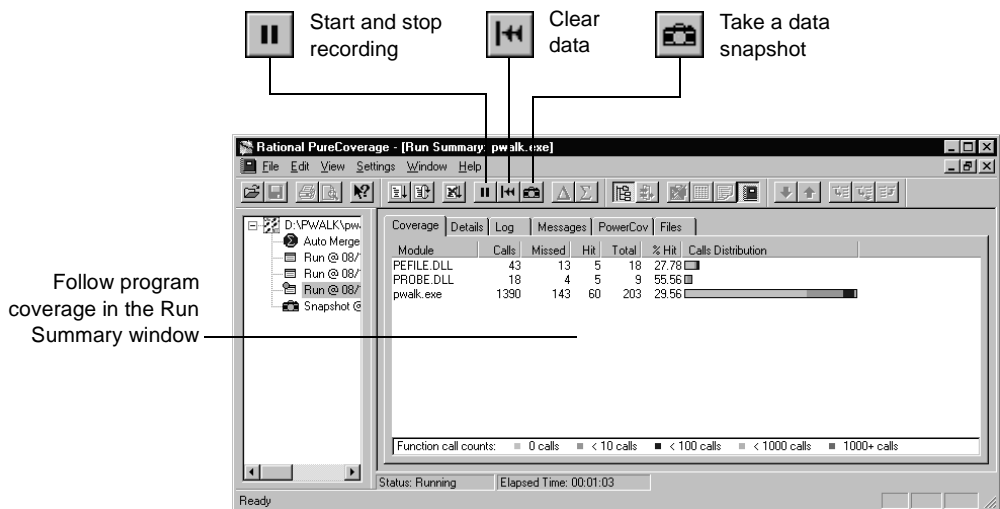 Start and stop
recording
Clear
data
Take a data
snapshot
Rational PureCoverage - [Run Summary: pwalk.exe]
File Edit View Settings Window Help
D:\PWALK\pw
Auto Merge
Run @ 08/
Run @ 08/
Run @ 08/
Snapshot @
Coverage Details Log Messages PowerCov Files
Module Calls Missed Hit Total % Hit Calls Distribution
PEFILE.DLL 43 13 5 18 27.78
PROBE.DLL 18 4 5 9 55.56
pwalk.exe 1390 143 60 203 29.56
Follow program
coverage in the Run
Summary window
Function call counts: 0 calls < 10 calls < 100 calls < 1000 calls 1000+ calls
Status: Running Elapsed Time: 00:01:03
Ready